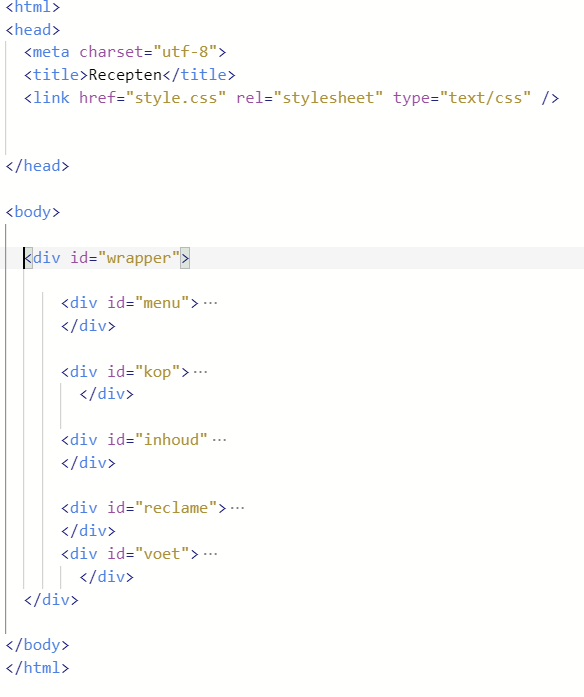 <html>
<head>
<meta charset="utf-8">
<title>Recepten</title>
<link href="style.css" rel="stylesheet" type="text/css" />
</head>
<body>
<div id="wrapper">
<div id="menu">···
</div>
<div id="kop">···
</div>
<div id="inhoud"···
</div>
<div id="reclame">···
</div>
<div id="voet">···
</div>
</div>
</body>
</html>